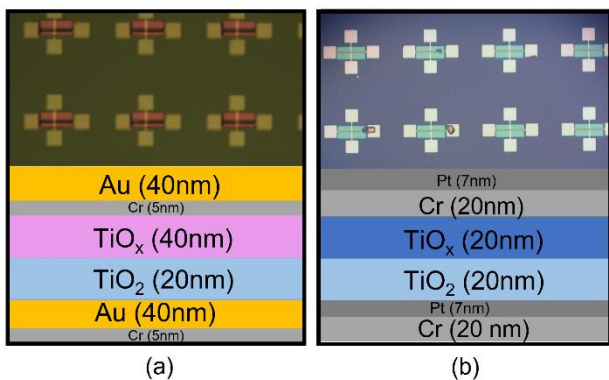 Au (40nm)
Cr (5nm)
TiOₓ (40nm)
TiO₂ (20nm)
Au (40nm)
Cr (5nm)
(a)
Pt (7nm)
Cr (20nm)
TiOₓ (20nm)
TiO₂ (20nm)
Pt (7nm)
Cr (20 nm)
(b)